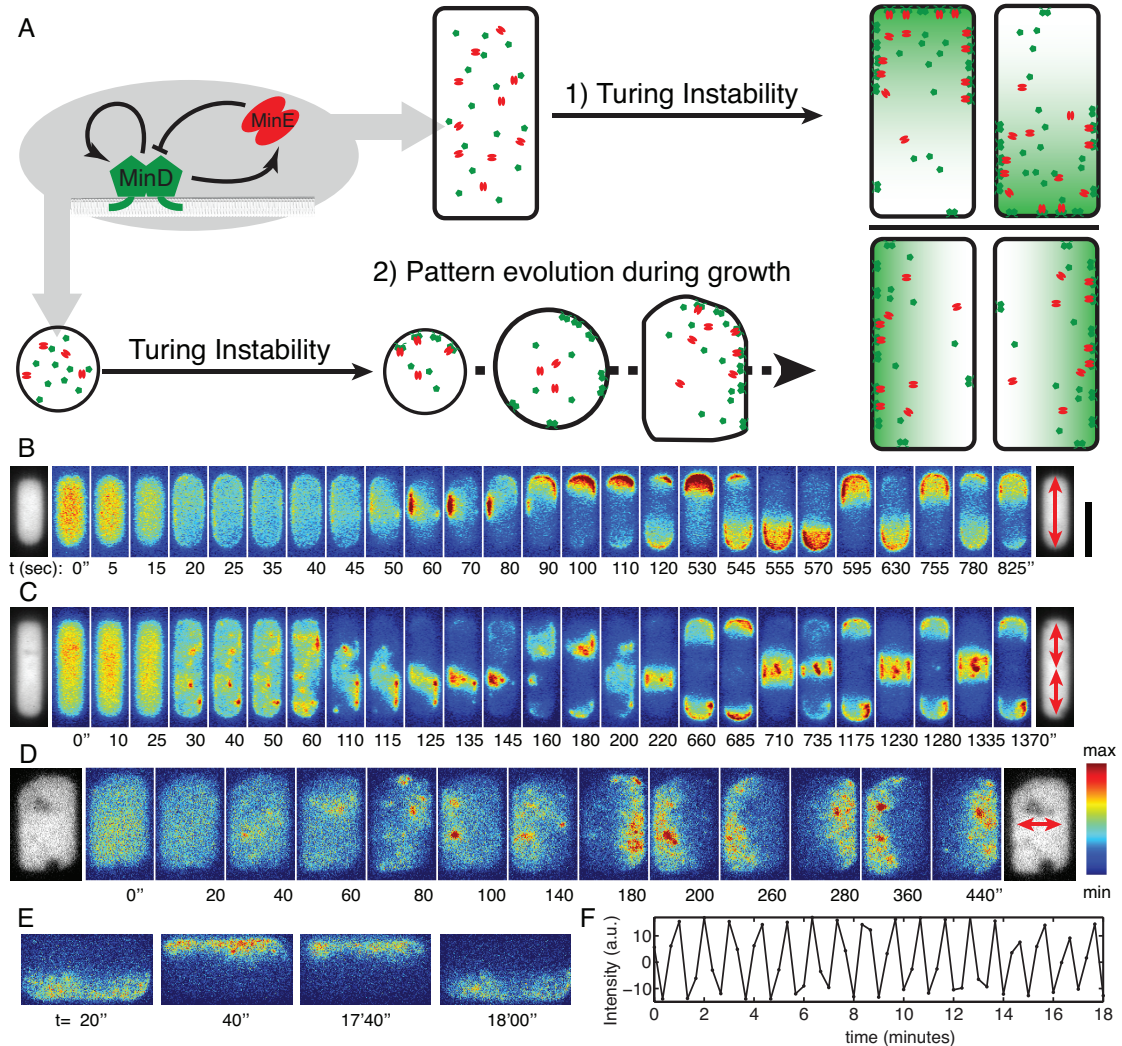 A
MinE
MinD
1) Turing Instability
2) Pattern evolution during growth
Turing Instability
B
t (sec): 0" 5 15 20 25 35 40 45 50 60 70 80 90 100 110 120 530 545 555 570 595 630 755 780 825"
C
0" 10 25 30 40 50 60 110 115 125 135 145 160 180 200 220 660 685 710 735 1175 1230 1280 1335 1370"
max
min
D
0" 20 40 60 80 100 140 180 200 260 280 360 440"
E
t= 20" 40" 17'40" 18'00"
F
Intensity (a.u.)
10
0
−10
0 2 4 6 8 10 12 14 16 18
time (minutes)